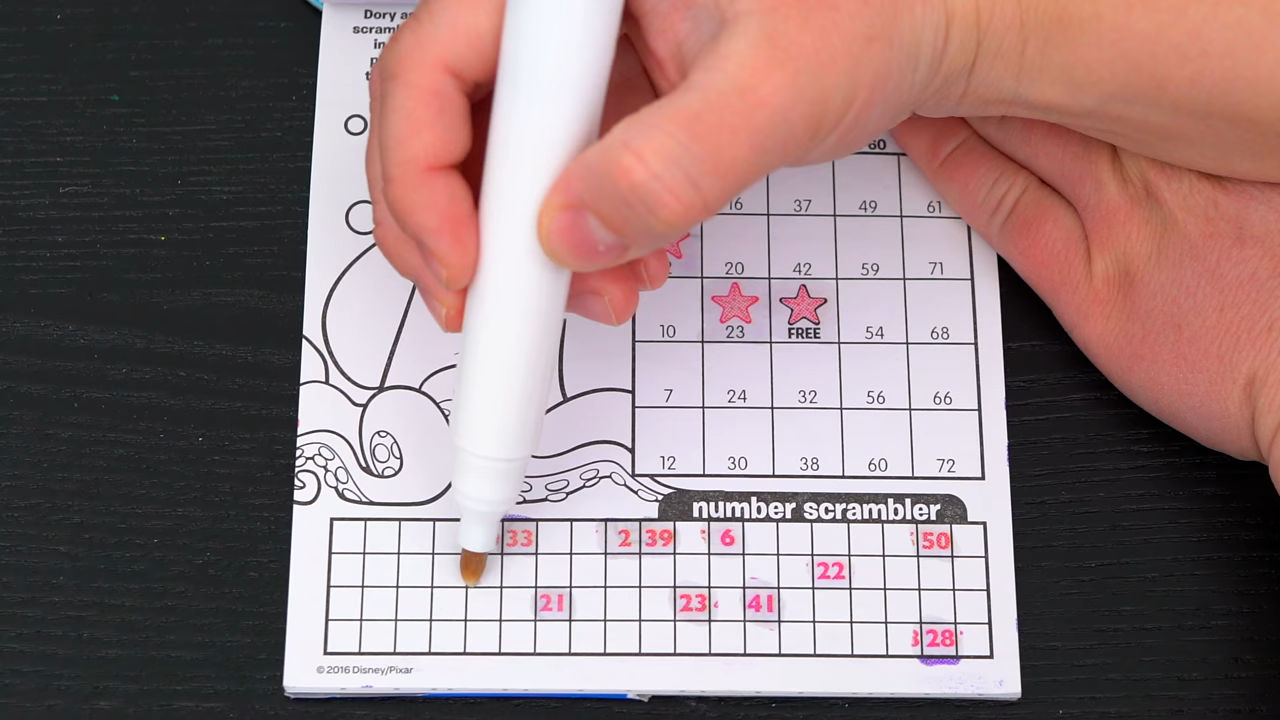 Dory as
60
16 37 49 61
2 20 42 59 71
10 23 FREE 54 68
7 24 32 56 66
12 30 38 60 72
number scrambler
33 2 39 6 50
22
21 23 41
28
© 2016 Disney/Pixar